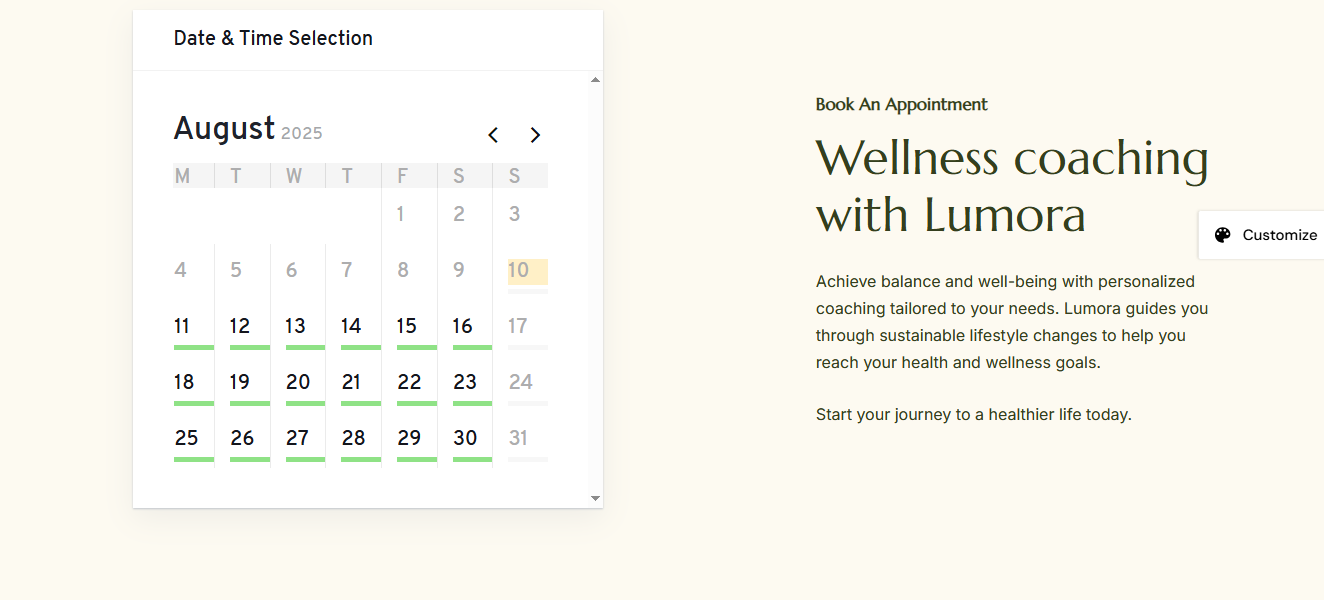 Date & Time Selection
August 2025
M T W T F S S
1 2 3
4 5 6 7 8 9 10
11 12 13 14 15 16 17
18 19 20 21 22 23 24
25 26 27 28 29 30 31
Book An Appointment
Wellness coaching
with Lumora
Customize
Achieve balance and well-being with personalized
coaching tailored to your needs. Lumora guides you
through sustainable lifestyle changes to help you
reach your health and wellness goals.
Start your journey to a healthier life today.